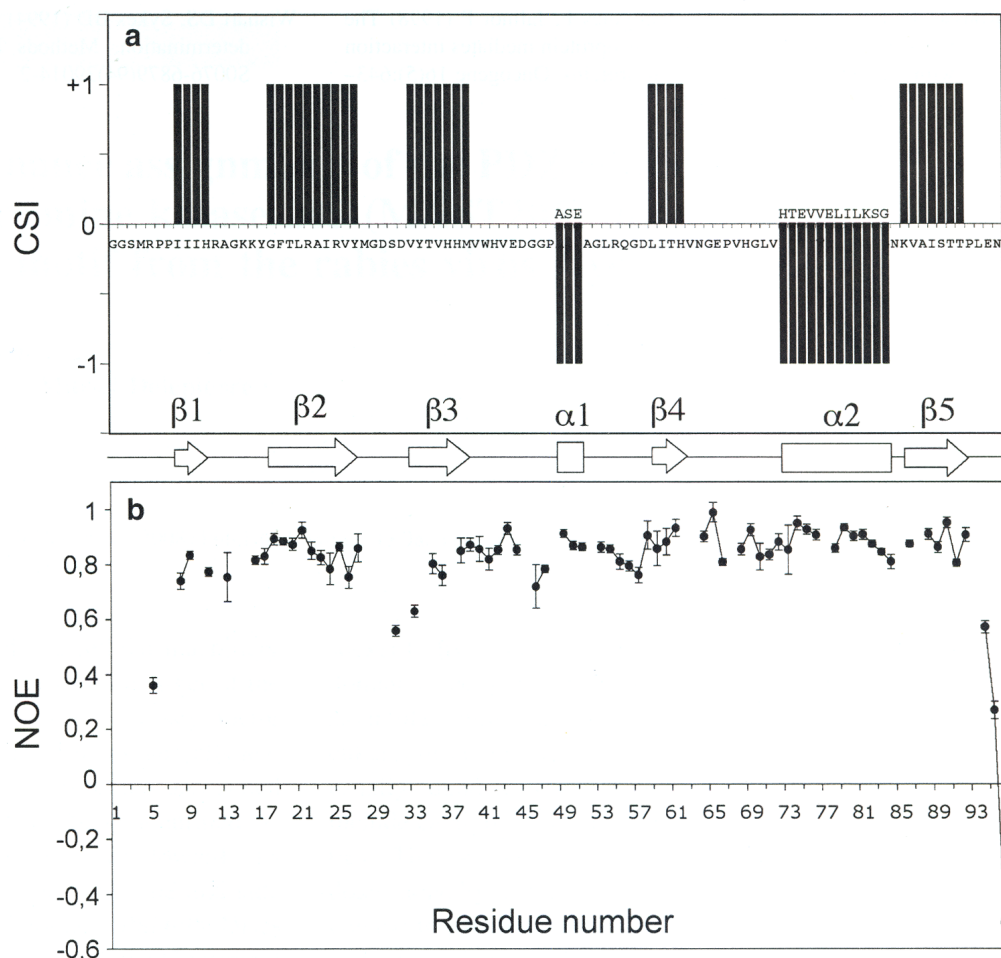 a
CSI
+1
0
-1
ASE
HTEVVELILKSG
GGSMRPPIIIHRAGKKYGFTLRAIRVYMGDSDVYTVHHMVWHVEDGGP
AGLRQGDLITHVNGEPVHGLV
NKVAISTTPLEN
β1
β2
β3
α1
β4
α2
β5
b
NOE
1
0,8
0,6
0,4
0,2
0
-0,2
-0,4
-0,6
1 5 9 13 17 21 25 29 33 37 41 45 49 53 57 61 65 69 73 77 81 85 89 93
Residue number